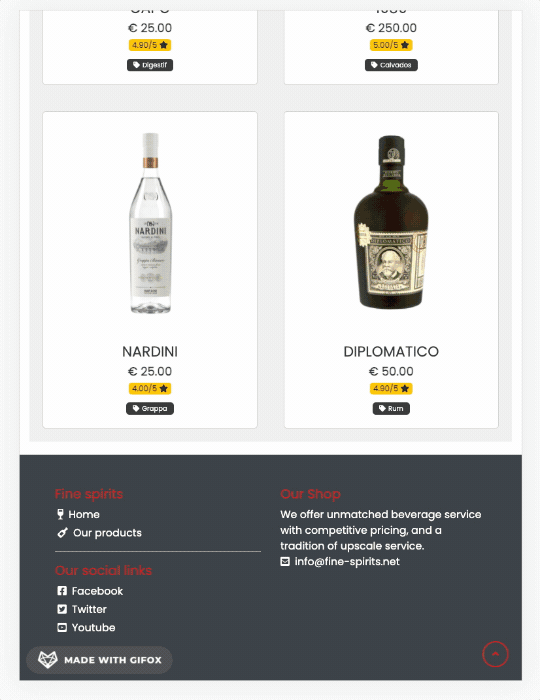 CAPO
€ 25.00
4.90/5
Digestif
€ 250.00
5.00/5
Calvados
NARDINI
NARDINI
€ 25.00
4.00/5
Grappa
DIPLOMATICO
DIPLOMATICO
€ 50.00
4.90/5
Rum
Fine spirits
Home
Our products
Our social links
Facebook
Twitter
Youtube
Our Shop
We offer unmatched beverage service
with competitive pricing, and a
tradition of upscale service.
info@fine-spirits.net
MADE WITH GIFOX